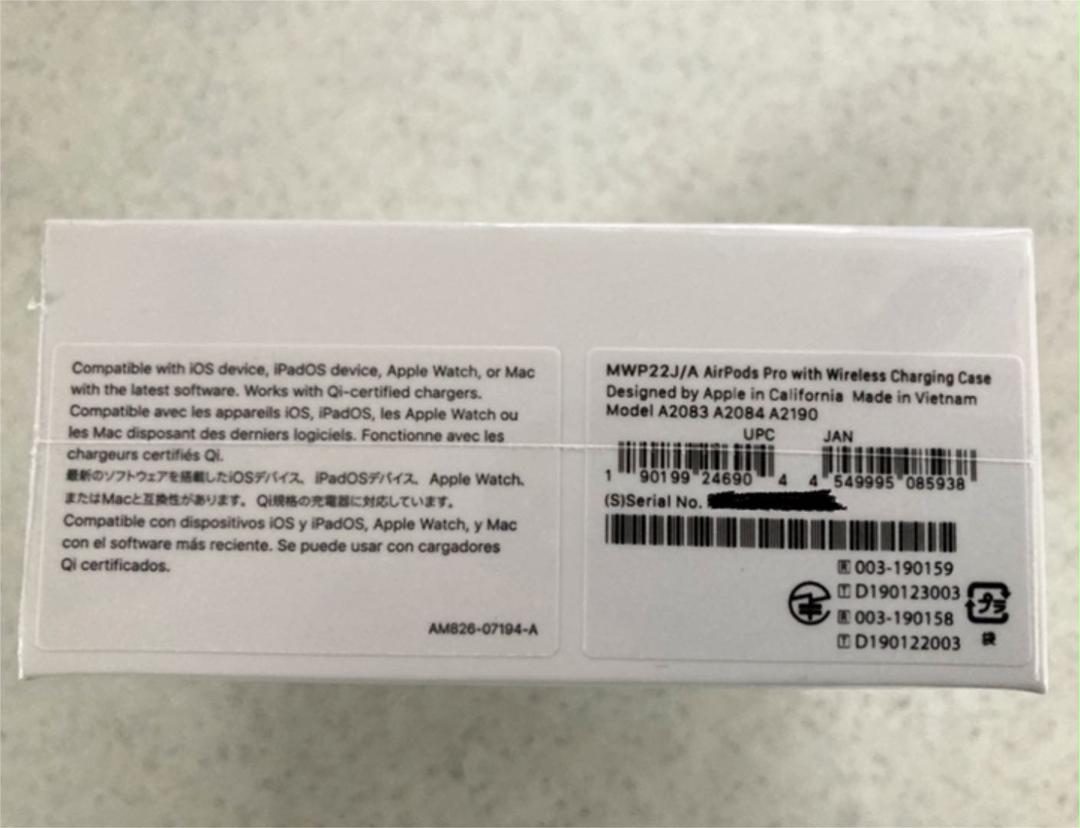 Compatible with iOS device, iPadOS device, Apple Watch, or Mac
with the latest software. Works with Qi-certified chargers.
Compatible avec les appareils iOS, iPadOS, les Apple Watch ou
les Mac disposant des derniers logiciels. Fonctionne avec les
chargeurs certifiés Qi.
最新のソフトウェアを搭載したiOSデバイス、iPadOSデバイス、Apple Watch、
またはMacと互換性があります。Qi規格の充電器に対応しています。
Compatible con dispositivos iOS y iPadOS, Apple Watch, y Mac
con el software más reciente. Se puede usar con cargadores
Qi certificados.
AM826-07194-A
MWP22J/A AirPods Pro with Wireless Charging Case
Designed by Apple in California Made in Vietnam
Model A2083 A2084 A2190
UPC JAN
1 90199 24690 4 4 549995 085938
(S)Serial No.
R 003-190159
T D190123003
R 003-190158
T D190122003
プラ
袋